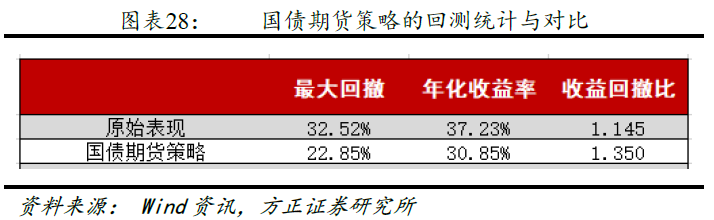 图表28： 国债期货策略的回测统计与对比
最大回撤 年化收益率 收益回撤比
原始表现 32.52% 37.23% 1.145
国债期货策略 22.85% 30.85% 1.350
资料来源： Wind资讯，方正证券研究所